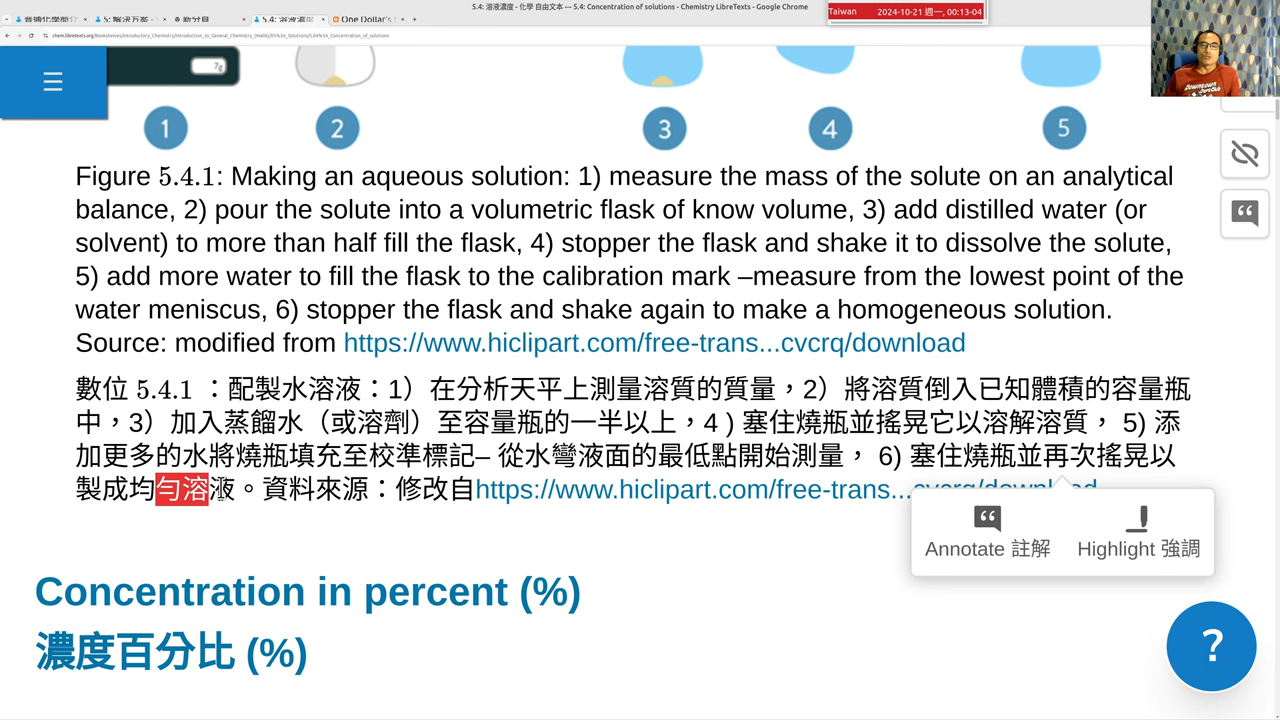 5.4: 溶液濃度 - 化學 自由文本 --- 5.4: Concentration of solutions - Chemistry LibreTexts - Google Chrome
Taiwan 2024-10-21 週一, 00:13-04
One Dollar's
7g
1 2 3 4 5
Figure 5.4.1: Making an aqueous solution: 1) measure the mass of the solute on an analytical
balance, 2) pour the solute into a volumetric flask of know volume, 3) add distilled water (or
solvent) to more than half fill the flask, 4) stopper the flask and shake it to dissolve the solute,
5) add more water to fill the flask to the calibration mark –measure from the lowest point of the
water meniscus, 6) stopper the flask and shake again to make a homogeneous solution.
Source: modified from https://www.hiclipart.com/free-trans...cvcrq/download
數位 5.4.1 ：配製水溶液：1）在分析天平上測量溶質的質量，2）將溶質倒入已知體積的容量瓶
中，3）加入蒸餾水（或溶劑）至容量瓶的一半以上，4 ) 塞住燒瓶並搖晃它以溶解溶質， 5) 添
加更多的水將燒瓶填充至校準標記– 從水彎液面的最低點開始測量， 6) 塞住燒瓶並再次搖晃以
製成均勻溶液。資料來源：修改自https://www.hiclipart.com/free-trans...cvcrq/download
Annotate 註解 Highlight 強調
Concentration in percent (%)
濃度百分比 (%)
?